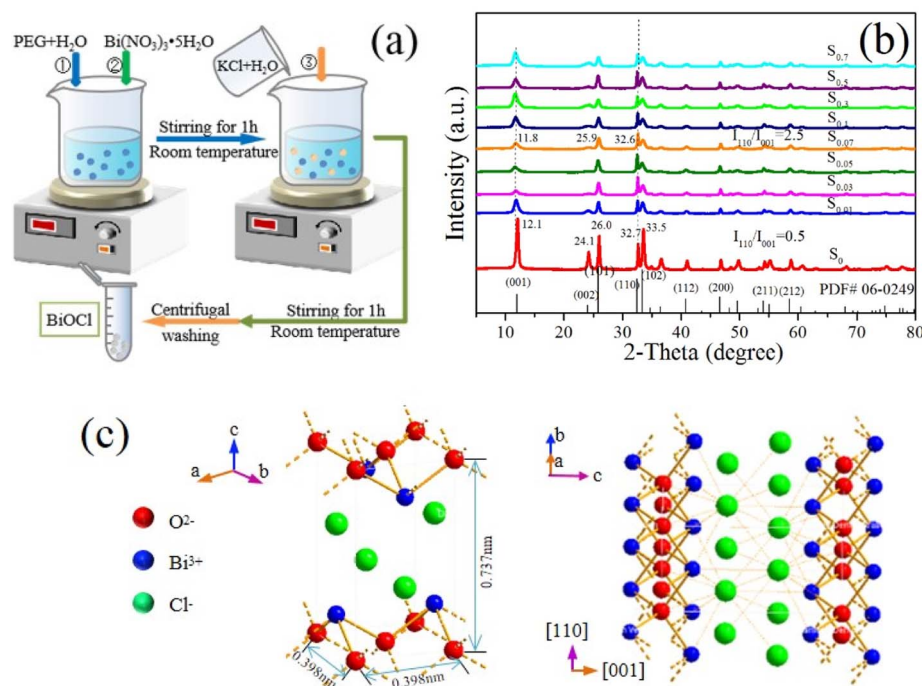 (a)
PEG+H₂O
Bi(NO₃)₃•5H₂O
①
②
KCl+H₂O
③
Stirring for 1h
Room temperature
Stirring for 1h
Room temperature
Centrifugal
washing
BiOCl
(b)
Intensity (a.u.)
S₀.₇
S₀.₅
S₀.₃
S₀.₁
11.8
25.9
32.6
I₁₁₀/I₀₀₁=2.5
S₀.₀₇
S₀.₀₅
S₀.₀₃
S₀.₀₁
12.1
24.1
26.0
32.7
33.5
I₁₁₀/I₀₀₁=0.5
S₀
(001)
(002)
(101)
(110)
(102)
(112)
(200)
(211)
(212)
PDF# 06-0249
10
20
30
40
50
60
70
80
2-Theta (degree)
(c)
c
a
b
O²⁻
Bi³⁺
Cl⁻
0.737nm
0.398nm
0.398nm
b
a
c
[110]
[001]